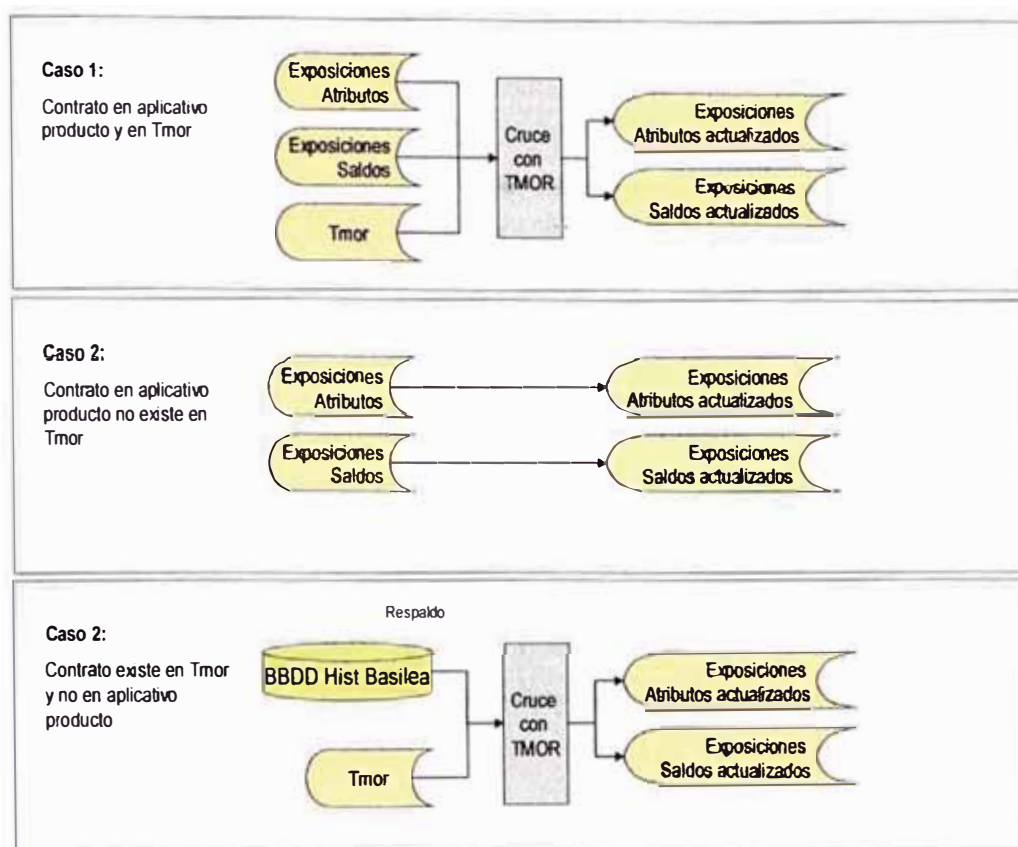 Caso 1:
Contrato en aplicativo
producto y en Tmor
Exposiciones
Atributos
Exposiciones
Saldos
Tmor
Cruce
con
TMOR
Exposiciones
Atributos actualizados
Exposiciones
Saldos actualizados
Caso 2:
Contrato en aplicativo
producto no existe en
Tmor
Exposiciones
Atributos
Exposiciones
Saldos
Exposiciones
Atributos actualizados
Exposiciones
Saldos actualizados
Respaldo
Caso 2:
Contrato existe en Tmor
y no en aplicativo
producto
BBDD Hist Basilea
Tmor
Cruce
con
TMOR
Exposiciones
Atributos actualizados
Exposiciones
Saldos actualizados